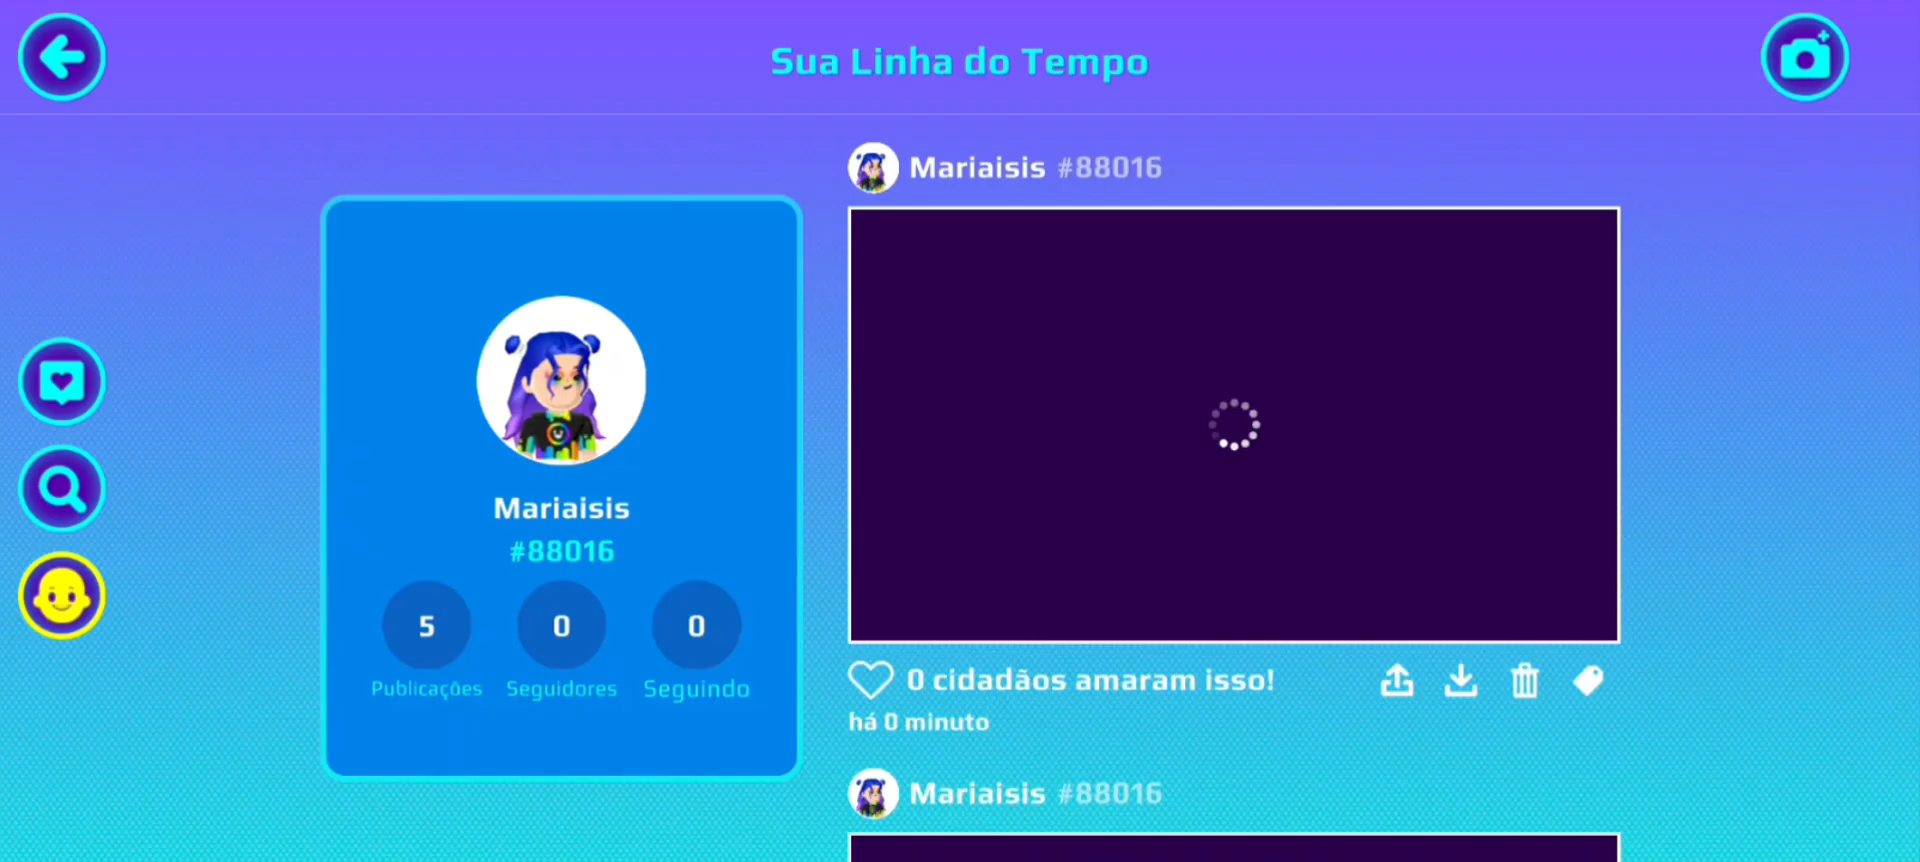 Sua Linha do Tempo
Mariaisis #88016
Mariaisis
#88016
5 0 0
Publicações Seguidores Seguindo
0 cidadãos amaram isso!
há 0 minuto
Mariaisis #88016